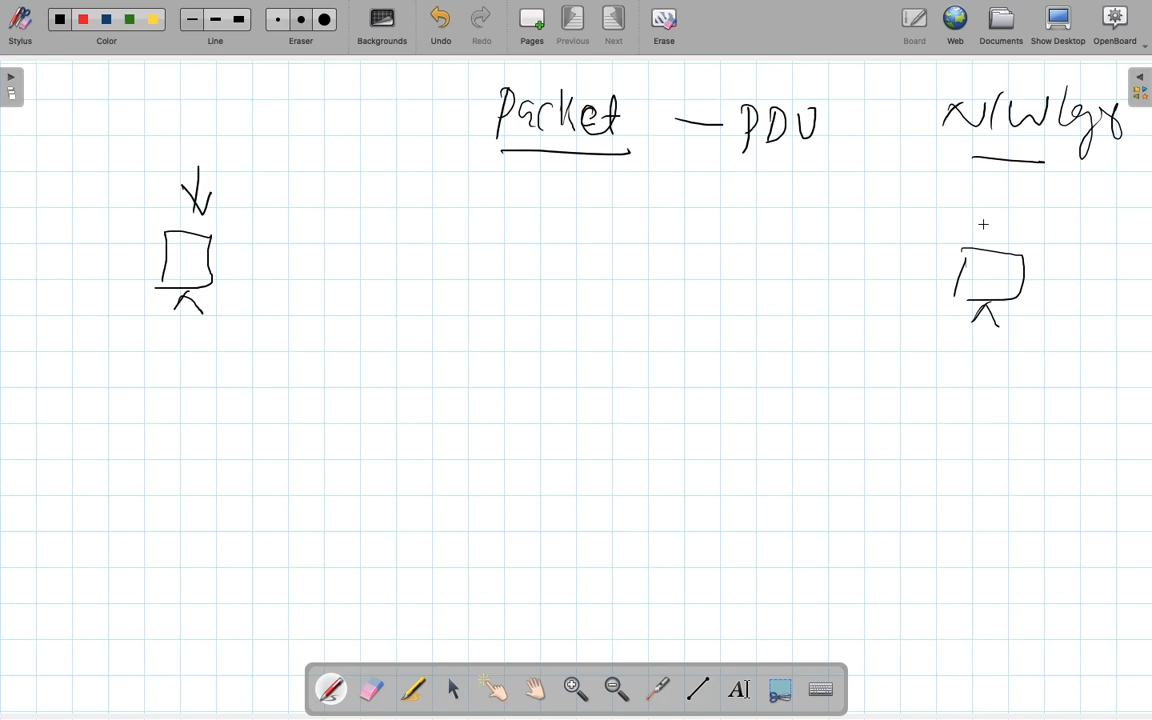 Stylus Color Line Eraser Backgrounds Undo Redo Pages Previous Next Erase Board Web Documents Show Desktop OpenBoard
Packet — PDU N/W lyr